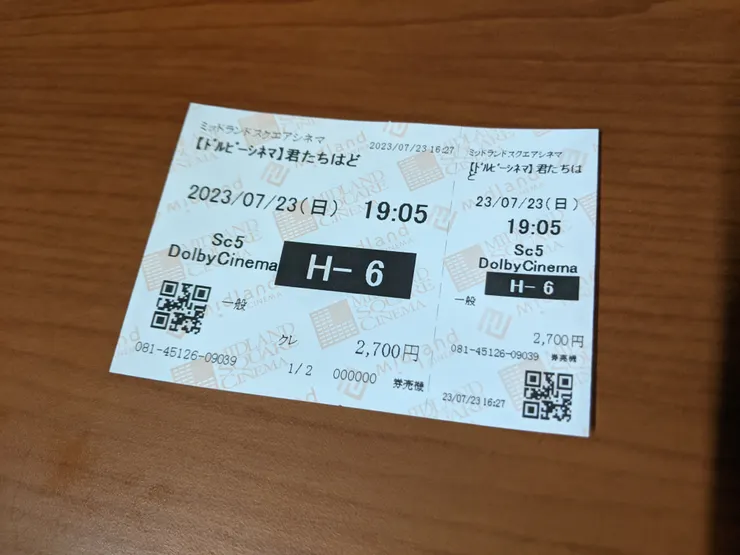 ミッドランドスクエアシネマ
2023/07/23 16:27
【ドルビーシネマ】君たちはど
2023/07/23(日) 19:05
Sc5
DolbyCinema
H- 6
一般
クレ
2,700円
081-45126-09039
1/2 000000 券売機
ミッドランドスクエアシネマ
【ドルビーシネマ】君たちは
ど
23/07/23(日)
19:05
Sc5
DolbyCinema
H- 6
一般
2,700円
081-45126-09039 券売機
23/07/23 16:27
midland
CINEMA
MIDLAND
SQUARE
CINEMA